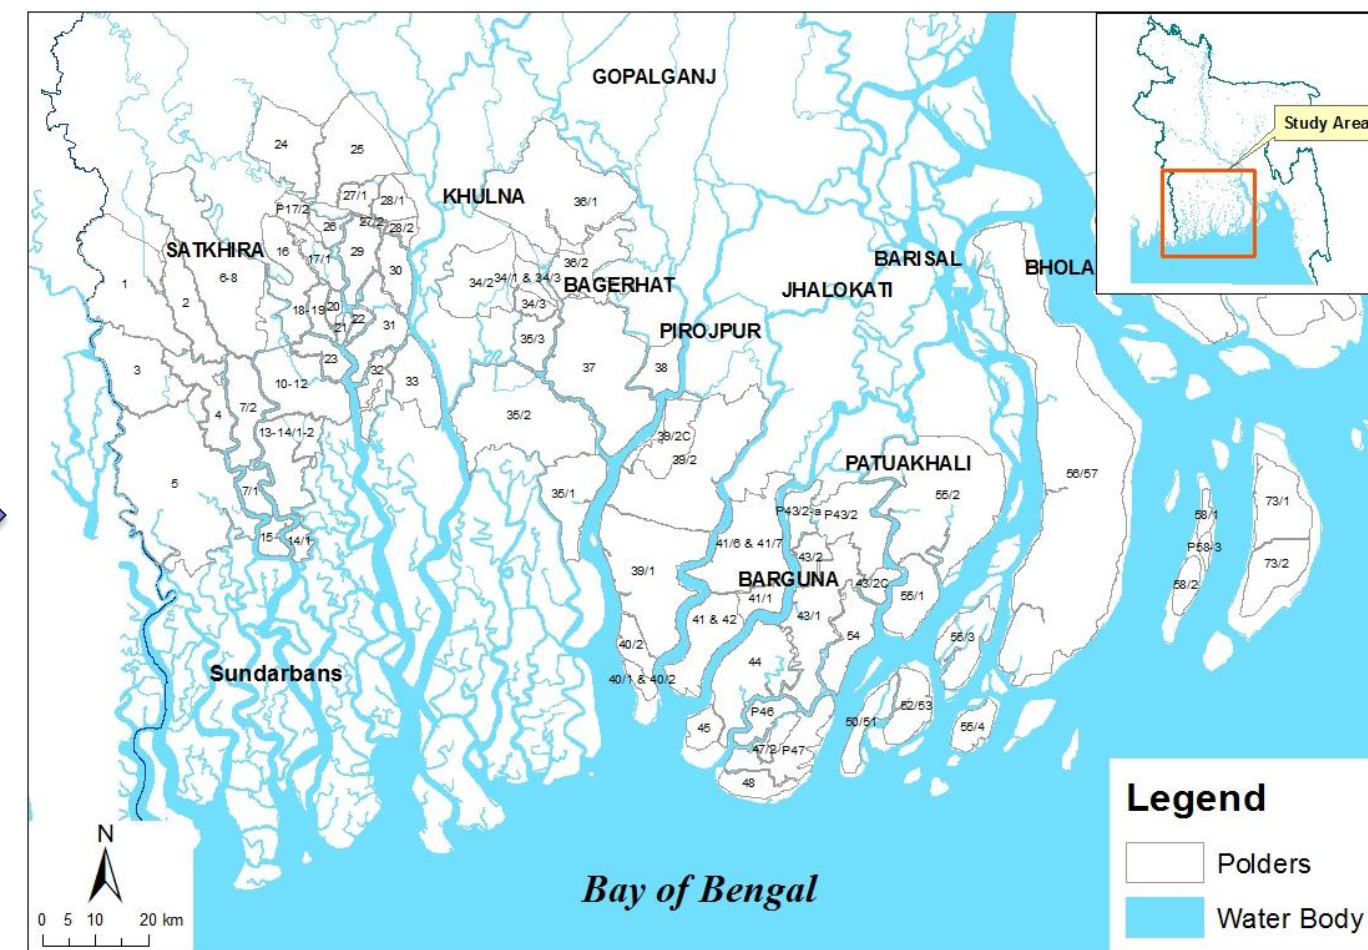 GOPALGANJ
Study Area
24
25
KHULNA
27/1
28/1
36/1
P17/2
26
27/2
28/2
SATKHIRA
16
17/1
29
36/2
BARISAL
BHOLA
1
2
6-8
30
34/2
34/1 & 34/3
BAGERHAT
JHALOKATI
18-19
20
34/3
21
22
31
PIROJPUR
35/3
3
23
32
33
37
38
10-12
4
7/2
35/2
13-14/1-2
39/2C
39/2
PATUAKHALI
5
7/1
35/1
55/2
56/57
58/1
73/1
P43/2-a
P43/2
15-
14/1
41/6 & 41/7
43/2
P58-3
39/1
BARGUNA
43/2C
58/2
73/2
41/1
55/1
41 & 42
43/1
54
55/3
40/2
44
Sundarbans
40/1 & 40/2
P46
52/53
45
50/51
55/4
47/2
P47
48
Legend
N
Polders
Bay of Bengal
0 5 10 20 km
Water Body